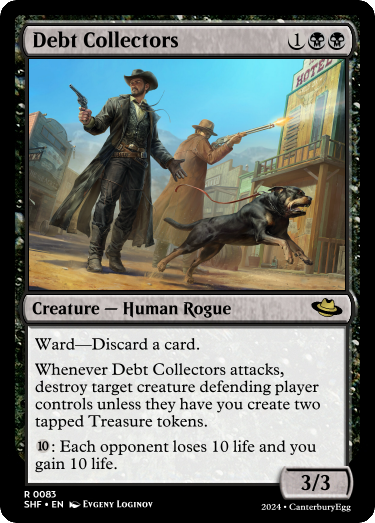 Debt Collectors 1
HOTEL
Creature — Human Rogue
Ward—Discard a card.
Whenever Debt Collectors attacks,
destroy target creature defending player
controls unless they have you create two
tapped Treasure tokens.
10: Each opponent loses 10 life and you
gain 10 life.
3/3
R 0083
SHF • EN Evgeny Loginov
2024 • CanterburyEgg